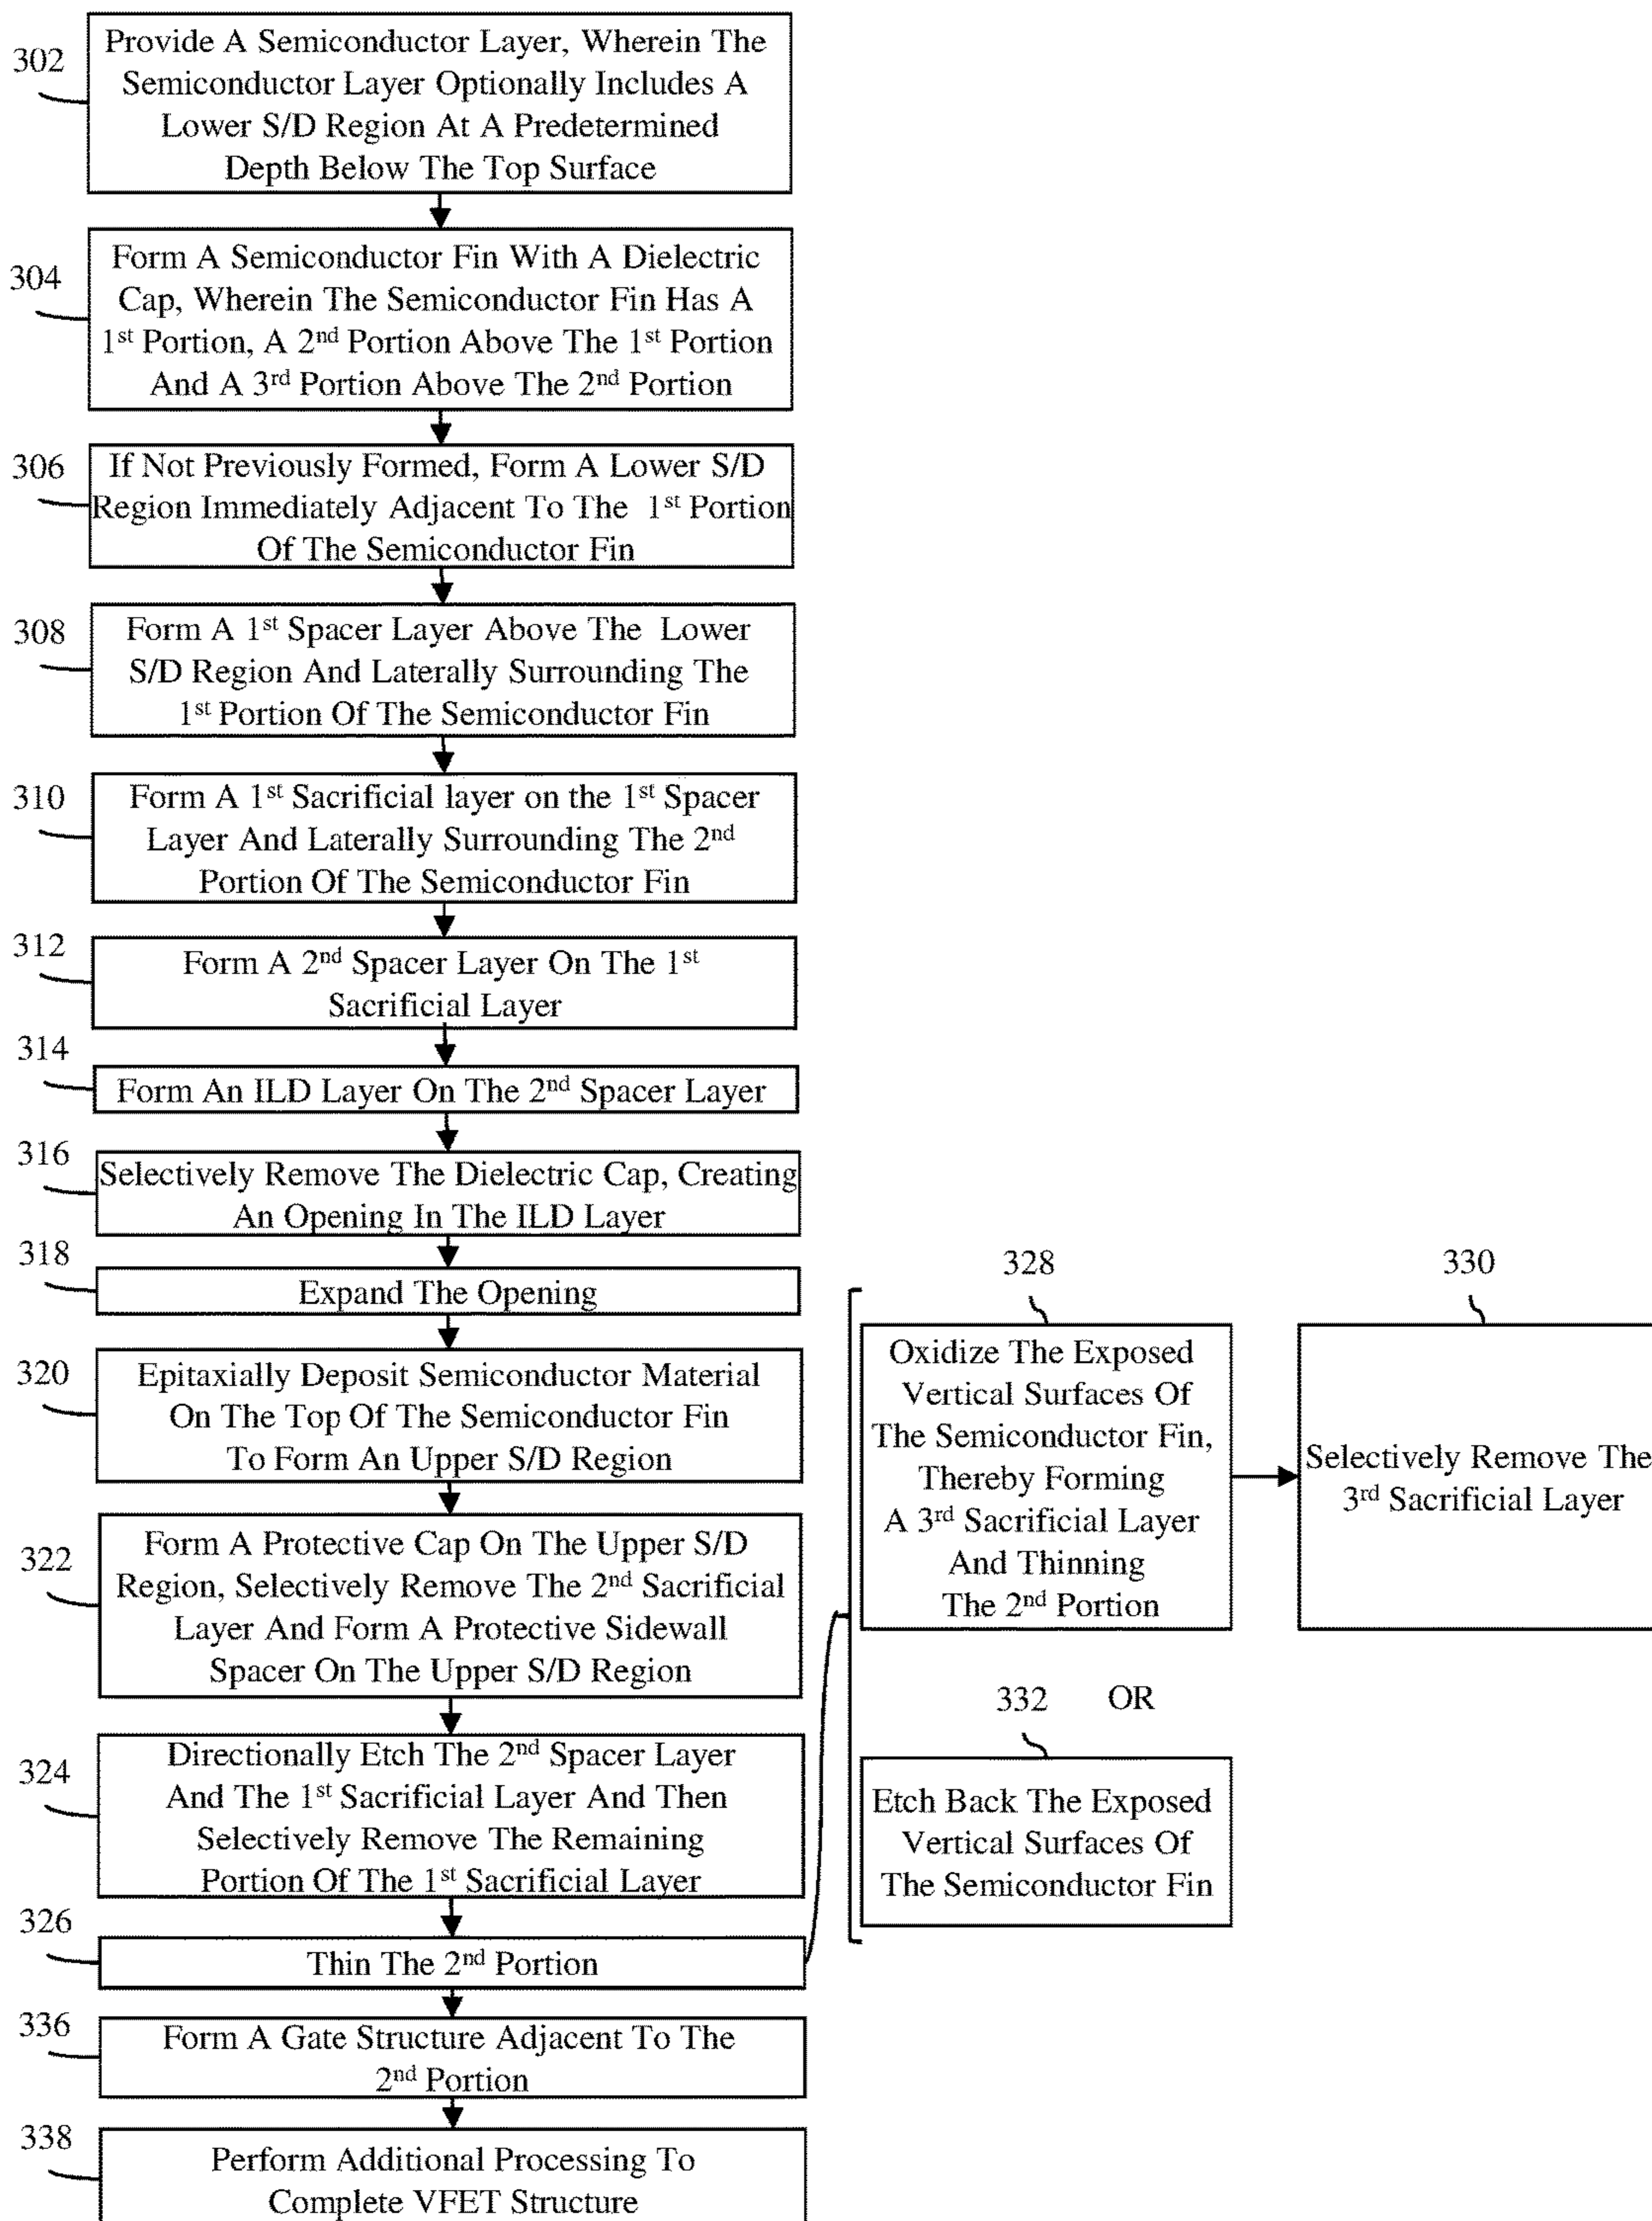 302
Provide A Semiconductor Layer, Wherein The
Semiconductor Layer Optionally Includes A
Lower S/D Region At A Predetermined
Depth Below The Top Surface
304
Form A Semiconductor Fin With A Dielectric
Cap, Wherein The Semiconductor Fin Has A
1st Portion, A 2nd Portion Above The 1st Portion
And A 3rd Portion Above The 2nd Portion
306
If Not Previously Formed, Form A Lower S/D
Region Immediately Adjacent To The 1st Portion
Of The Semiconductor Fin
308
Form A 1st Spacer Layer Above The Lower
S/D Region And Laterally Surrounding The
1st Portion Of The Semiconductor Fin
310
Form A 1st Sacrificial layer on the 1st Spacer
Layer And Laterally Surrounding The 2nd
Portion Of The Semiconductor Fin
312
Form A 2nd Spacer Layer On The 1st
Sacrificial Layer
314
Form An ILD Layer On The 2nd Spacer Layer
316
Selectively Remove The Dielectric Cap, Creating
An Opening In The ILD Layer
318
Expand The Opening
320
Epitaxially Deposit Semiconductor Material
On The Top Of The Semiconductor Fin
To Form An Upper S/D Region
322
Form A Protective Cap On The Upper S/D
Region, Selectively Remove The 2nd Sacrificial
Layer And Form A Protective Sidewall
Spacer On The Upper S/D Region
324
Directionally Etch The 2nd Spacer Layer
And The 1st Sacrificial Layer And Then
Selectively Remove The Remaining
Portion Of The 1st Sacrificial Layer
326
Thin The 2nd Portion
328
Oxidize The Exposed
Vertical Surfaces Of
The Semiconductor Fin,
Thereby Forming
A 3rd Sacrificial Layer
And Thinning
The 2nd Portion
330
Selectively Remove The
3rd Sacrificial Layer
332
OR
Etch Back The Exposed
Vertical Surfaces Of
The Semiconductor Fin
336
Form A Gate Structure Adjacent To The
2nd Portion
338
Perform Additional Processing To
Complete VFET Structure